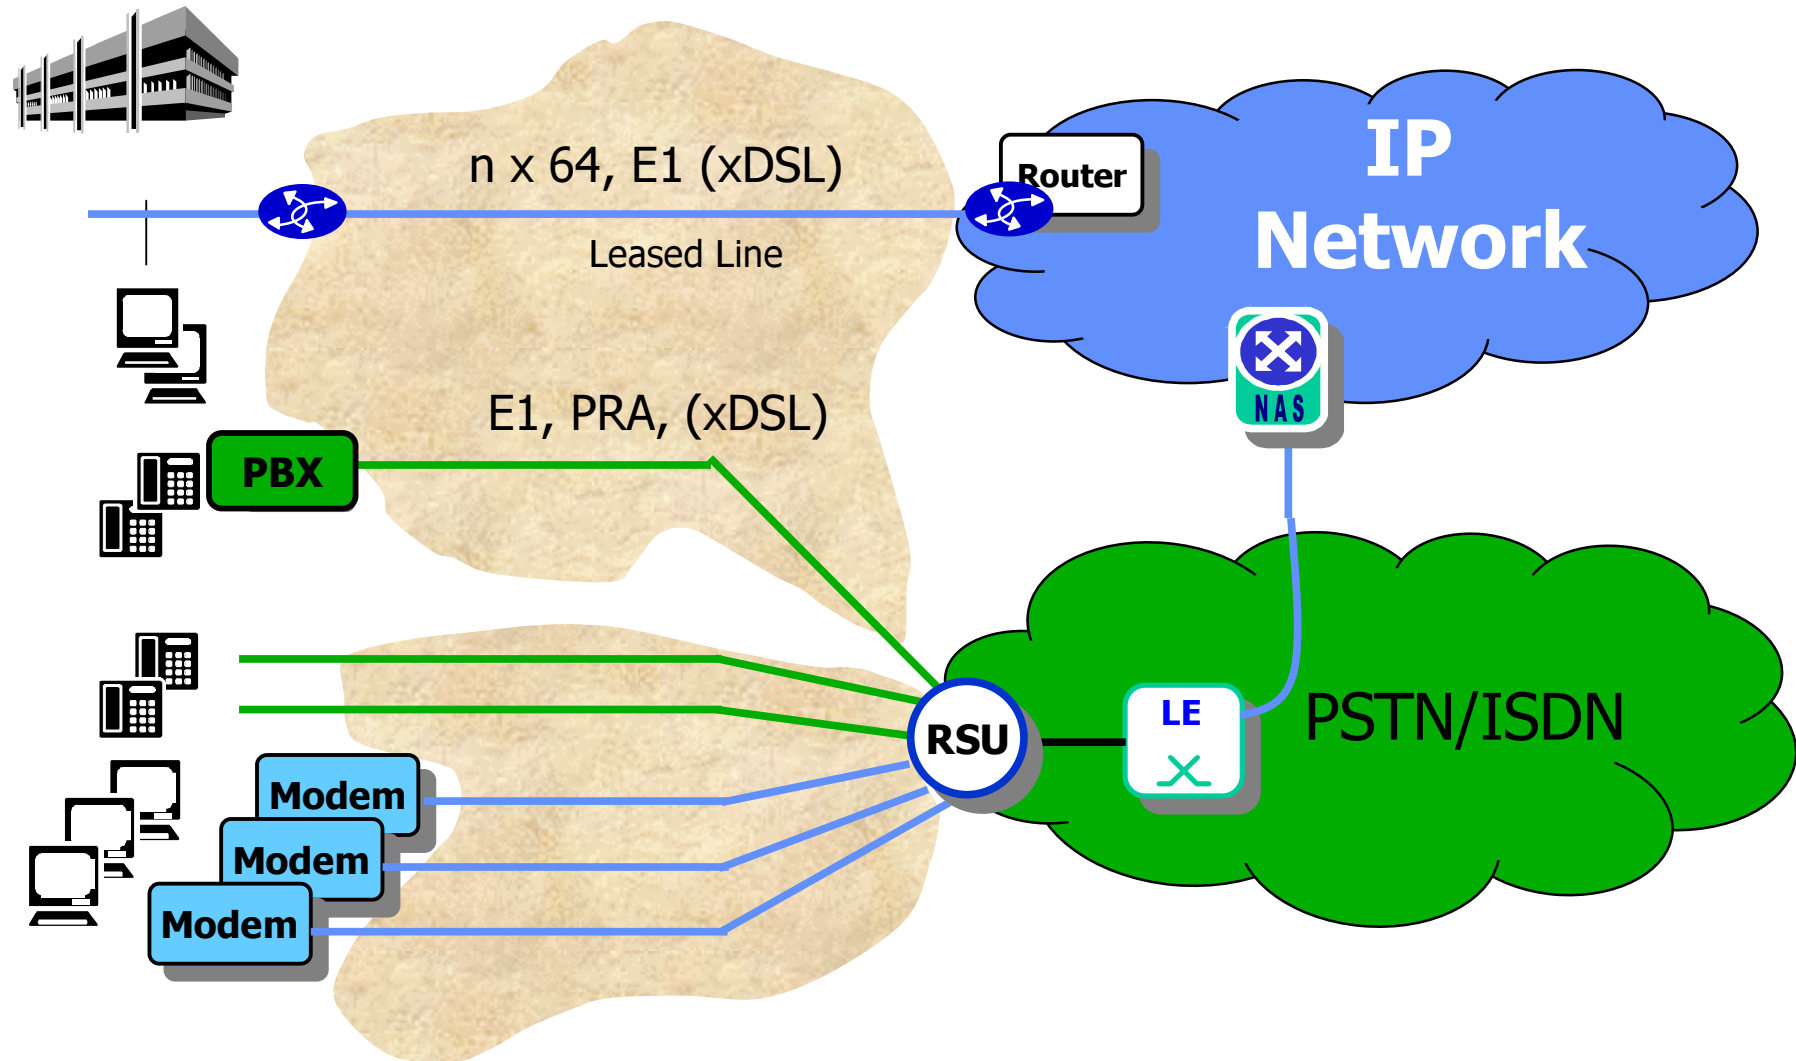 n x 64, E1 (xDSL)
Leased Line
Router
IP
Network
NAS
E1, PRA, (xDSL)
PBX
RSU
LE
PSTN/ISDN
Modem
Modem
Modem